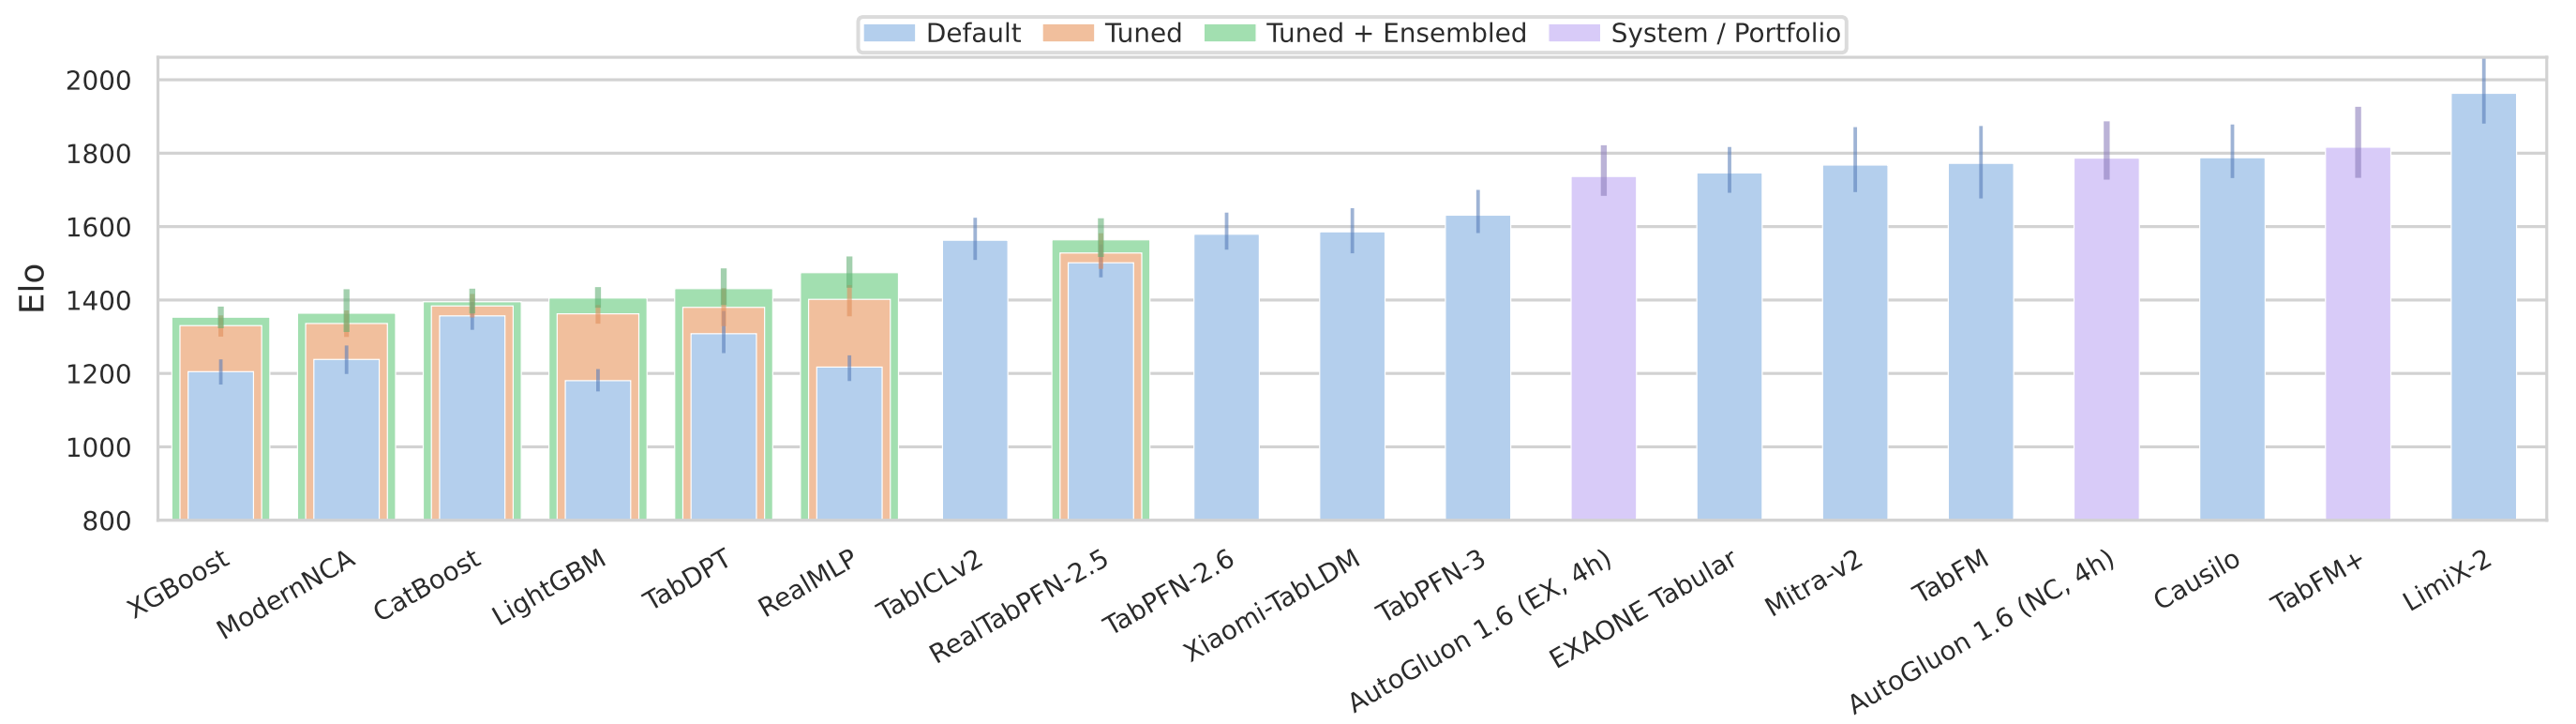 Default Tuned Tuned + Ensembled System / Portfolio
2000
1800
1600
1400
1200
1000
800
Elo
XGBoost
ModernNCA
CatBoost
LightGBM
TabDPT
RealMLP
TabICLv2
RealTabPFN-2.5
TabPFN-2.6
Xiaomi-TabLDM
TabPFN-3
AutoGluon 1.6 (EX, 4h)
EXAONE Tabular
Mitra-v2
TabFM
AutoGluon 1.6 (NC, 4h)
Causilo
TabFM+
LimiX-2